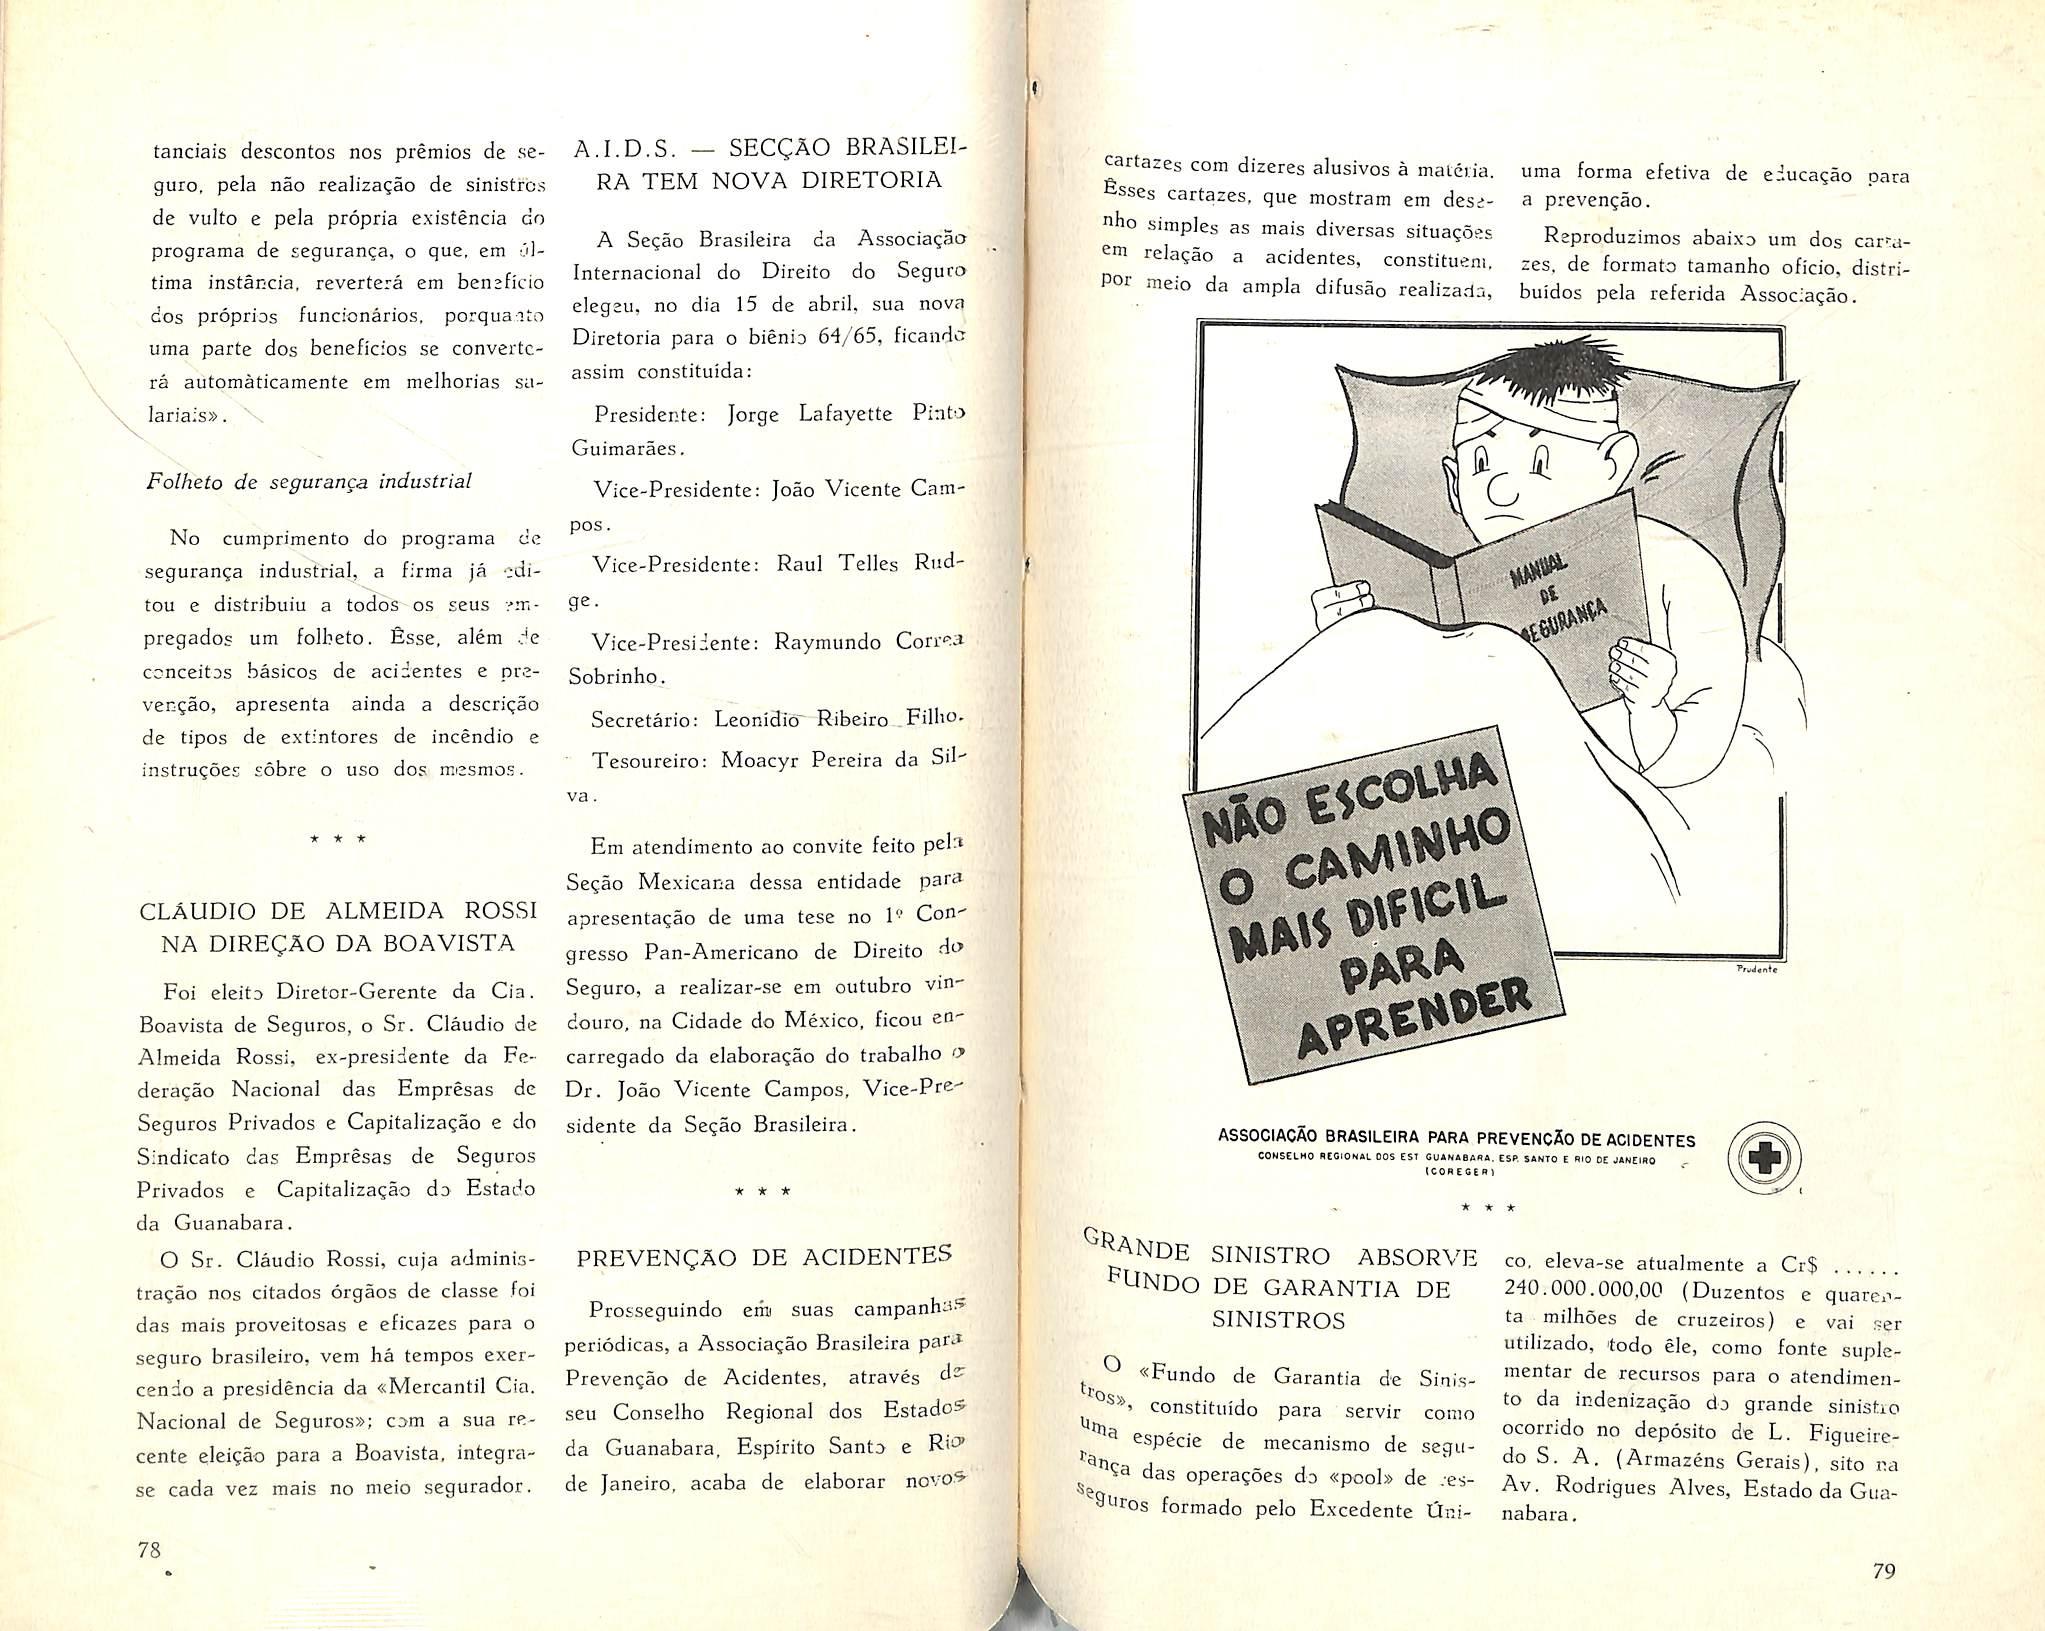 tanciais descontos nos prêmios de se-
guro, pela não realização de sinistros
de vulto e pela própria existência do
programa de segurança, o que, em úl-
tima instância, reverterá em benefício
dos próprios funcionários, porquanto
uma parte dos benefícios se converte-
rá automàticamente em melhorias sa-
lariais».
Folheto de segurança industrial
No cumprimento do programa de
segurança industrial, a firma já edi-
tou e distribuiu a todos os seus em-
pregados um folheto. Êsse, além de
conceitos básicos de acidentes e pre-
venção, apresenta ainda a descrição
de tipos de extintores de incêndio e
instruções sôbre o uso dos mesmos.
* * *
CLÁUDIO DE ALMEIDA ROSSI
NA DIREÇÃO DA BOAVISTA
Foi eleito Diretor-Gerente da Cia.
Boavista de Seguros, o Sr. Cláudio de
Almeida Rossi, ex-presidente da Fe-
deração Nacional das Emprêsas de
Seguros Privados e Capitalização e do
Sindicato das Emprêsas de Seguros
Privados e Capitalização do Estado
da Guanabara.
O Sr. Cláudio Rossi, cuja adminis-
tração nos citados órgãos de classe foi
das mais proveitosas e eficazes para o
seguro brasileiro, vem há tempos exer-
cendo a presidência da «Mercantil Cia.
Nacional de Seguros»; com a sua re-
cente eleição para a Boavista, integra-
se cada vez mais no meio segurador.
78
A.I.D.S. — SECÇÃO BRASILEI-
RA TEM NOVA DIRETORIA
A Seção Brasileira da Associação
Internacional do Direito do Seguro
elegeu, no dia 15 de abril, sua nova
Diretoria para o biênio 64/65, ficando
assim constituída:
Presidente: Jorge Lafayette Pinto
Guimarães.
Vice-Presidente: João Vicente Cam-
pos.
Vice-Presidente: Raul Telles Rud-
ge.
Vice-Presidente: Raymundo Correa
Sobrinho.
Secretário: Leonídio Ribeiro Filho.
Tesoureiro: Moacyr Pereira da Sil-
va.
Em atendimento ao convite feito pela
Seção Mexicana dessa entidade para
apresentação de uma tese no 1º Con-
gresso Pan-Americano de Direito do
Seguro, a realizar-se em outubro vin-
douro, na Cidade do México, ficou en-
carregado da elaboração do trabalho o
Dr. João Vicente Campos, Vice-Pre-
sidente da Seção Brasileira.
* * *
PREVENÇÃO DE ACIDENTES
Prosseguindo em suas campanhas
periódicas, a Associação Brasileira para
Prevenção de Acidentes, através de
seu Conselho Regional dos Estados
da Guanabara, Espírito Santo e Rio
de Janeiro, acaba de elaborar novos
cartazes com dizeres alusivos à matéria.
Êsses cartazes, que mostram em dese-
nho simples as mais diversas situações
em relação a acidentes, constituem,
por meio da ampla difusão realizada,
uma forma efetiva de educação para
a prevenção.
Reproduzimos abaixo um dos carta-
zes, de formato tamanho ofício, distri-
buídos pela referida Associação.
MANUAL
DE
SEGURANÇA
NÃO ESCOLHA
O CAMINHO
MAIS DIFICIL
PARA
APRENDER
Prudente
ASSOCIAÇÃO BRASILEIRA PARA PREVENÇÃO DE ACIDENTES
CONSELHO REGIONAL DOS EST GUANABARA, ESP. SANTO E RIO DE JANEIRO
(COREGER)
* * *
GRANDE SINISTRO ABSORVE
FUNDO DE GARANTIA DE
SINISTROS
O «Fundo de Garantia de Sinis-
tros», constituído para servir como
uma espécie de mecanismo de segu-
rança das operações do «pool» de res-
seguros formado pelo Excedente Úni-
co, eleva-se atualmente a Cr$ ......
240.000.000,00 (Duzentos e quaren-
ta milhões de cruzeiros) e vai ser
utilizado, todo êle, como fonte suple-
mentar de recursos para o atendimen-
to da indenização do grande sinistro
ocorrido no depósito de L. Figueire-
do S. A. (Armazéns Gerais), sito na
Av. Rodrigues Alves, Estado da Gua-
nabara.
79